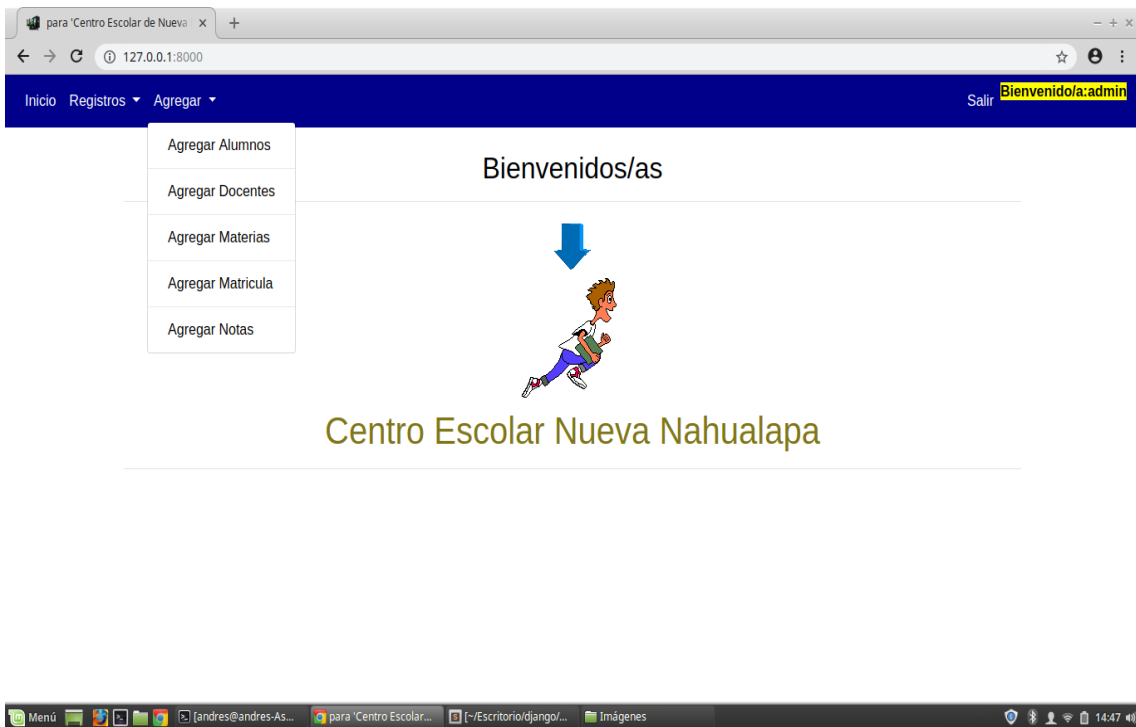 para 'Centro Escolar de Nueva
127.0.0.1:8000
Inicio Registros Agregar Salir Bienvenido/a:admin
Agregar Alumnos
Agregar Docentes
Agregar Materias
Agregar Matricula
Agregar Notas
Bienvenidos/as
Centro Escolar Nueva Nahualapa
Menú [andres@andres-As... para 'Centro Escolar... [~/Escritorio/django/... Imágenes 14:47